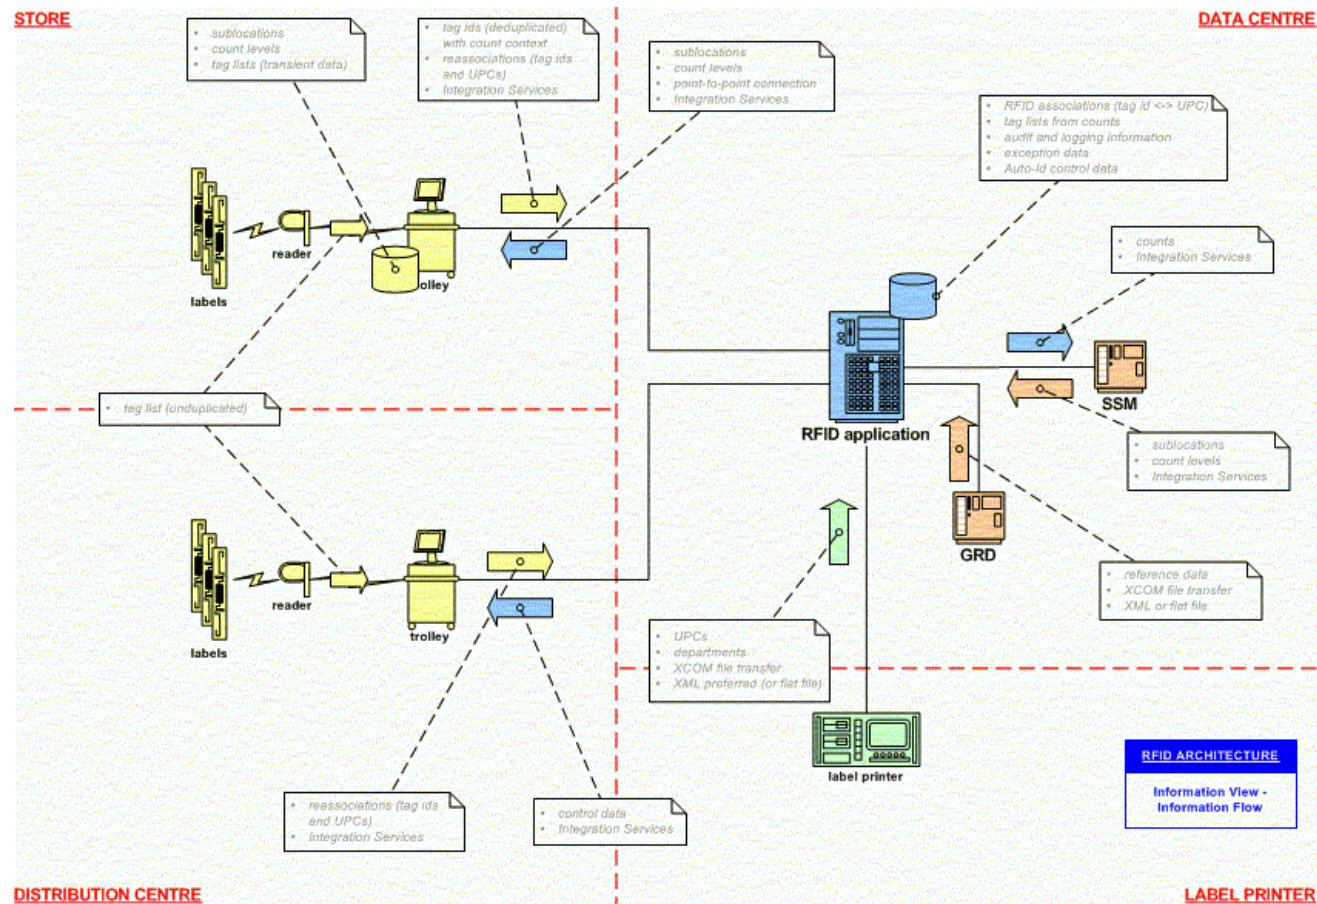 STORE
DATA CENTRE
• sublocations
• count levels
• tag lists (transient data)
• tag ids (deduplicated)
with count context
• reassociations (tag ids
and UPCs)
• Integration Services
• sublocations
• count levels
• point-to-point connection
• Integration Services
• RFID associations (tag id <-> UPC)
• tag lists from counts
• audit and logging information
• exception data
• Auto-Id control data
• counts
• Integration Services
reader
olley
labels
• tag list (unduplicated)
RFID application
SSM
• sublocations
• count levels
• Integration Services
GRD
• reference data
• XCOM file transfer
• XML or flat file
reader
trolley
labels
• UPCs
• departments
• XCOM file transfer
• XML preferred (or flat file)
label printer
• reassociations (tag ids
and UPCs)
• Integration Services
• control data
• Integration Services
RFID ARCHITECTURE
Information View -
Information Flow
DISTRIBUTION CENTRE
LABEL PRINTER